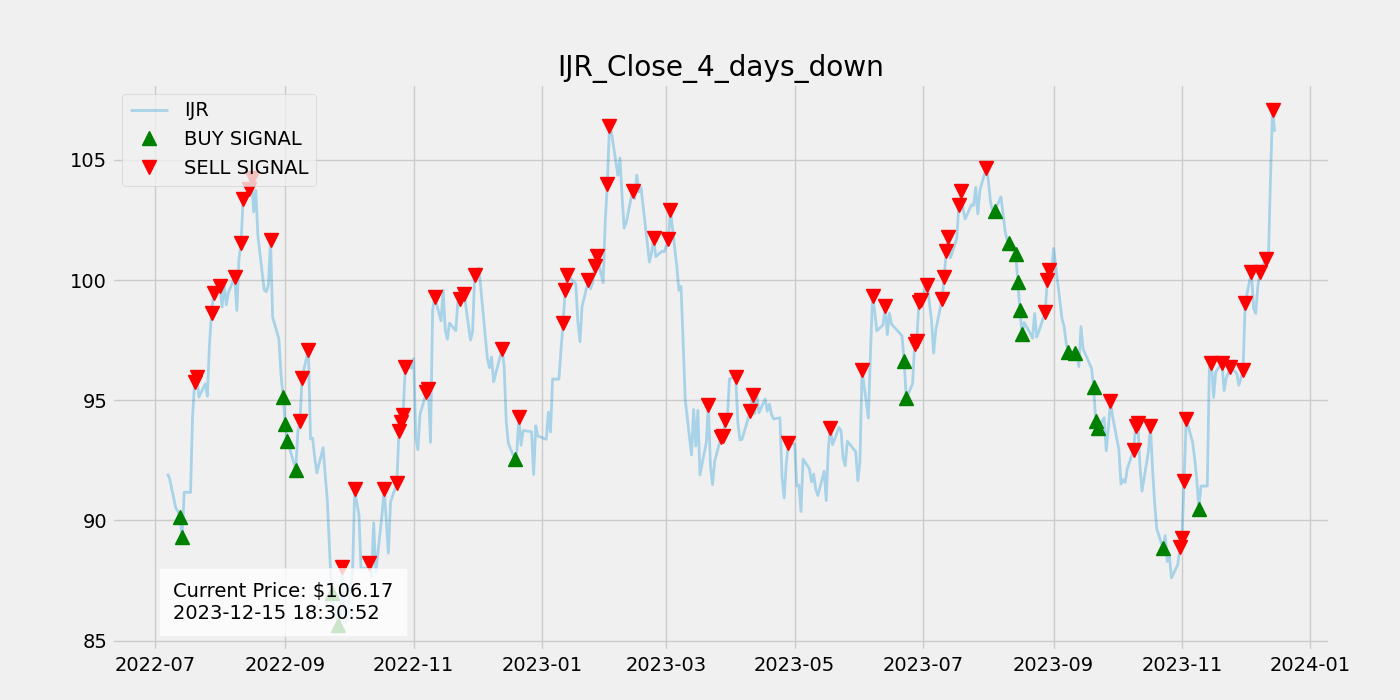 IJR_Close_4_days_down
IJR
BUY SIGNAL
SELL SIGNAL
105
100
95
90
85
Current Price: $106.17
2023-12-15 18:30:52
2022-07 2022-09 2022-11 2023-01 2023-03 2023-05 2023-07 2023-09 2023-11 2024-01